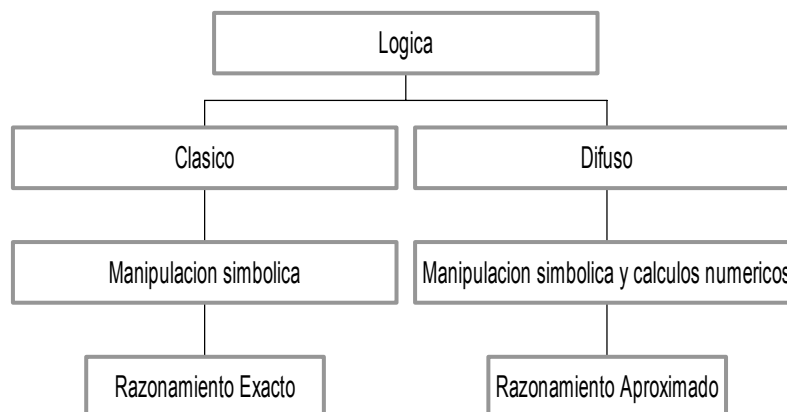 Logica
Clasico
Difuso
Manipulacion simbolica
Manipulacion simbolica y calculos numericos
Razonamiento Exacto
Razonamiento Aproximado